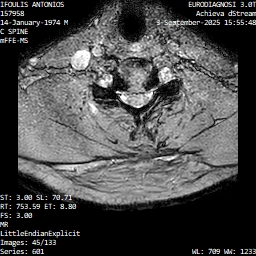 IFOULIS ANTONIOS
157958
14-January-1974 M
C SPINE
mFFE-MS
EURODIAGNOSI 3.0T
Achieva dStream
3-September-2025 15:55:48
ST: 3.00 SL: 70.71
RT: 753.59 ET: 8.80
FS: 3.00
MR
LittleEndianExplicit
Images: 45/133
Series: 601
WL: 709 WW: 1233